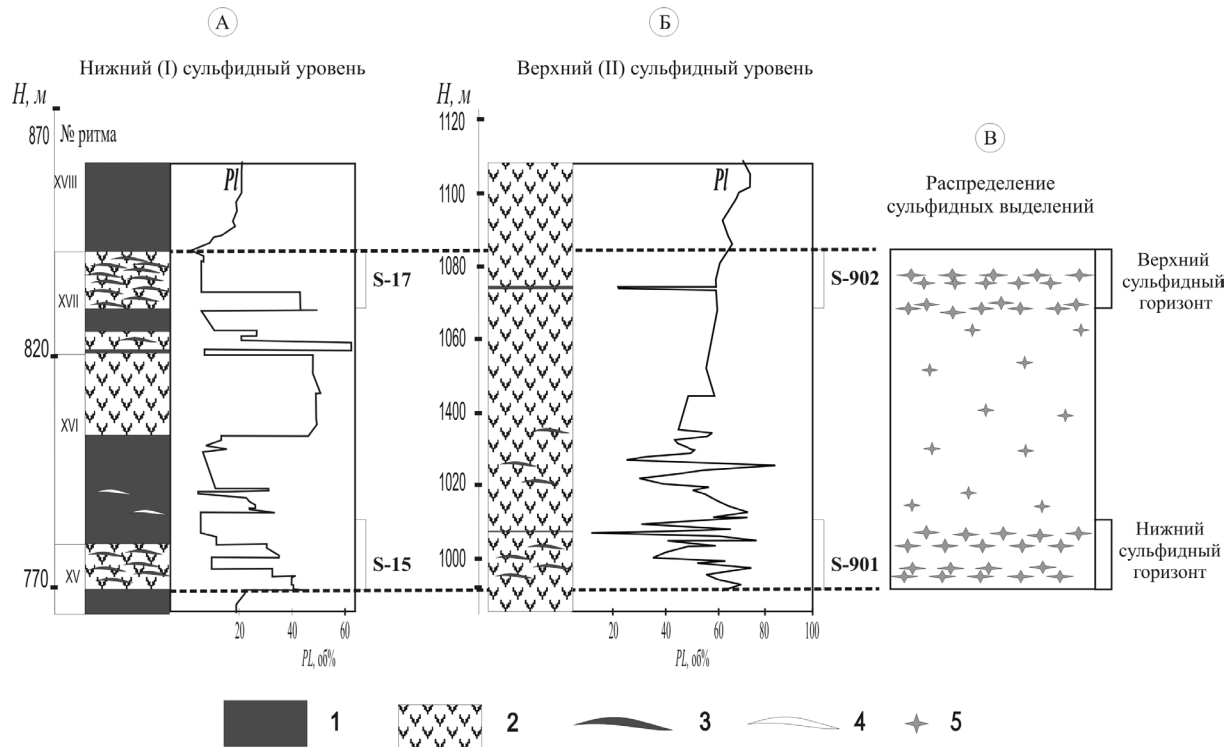 А
Нижний (I) сульфидный уровень
H, м
870
№ ритма
XVIII
XVII
820
XVI
XV
770
Pl
S-17
S-15
20
40
60
PL, об%
Б
Верхний (II) сульфидный уровень
H, м
1120
1100
1080
1060
1400
1020
1000
Pl
S-902
S-901
20
40
60
80
100
PL, об%
В
Распределение
сульфидных выделений
Верхний
сульфидный
горизонт
Нижний
сульфидный
горизонт
1
2
3
4
5